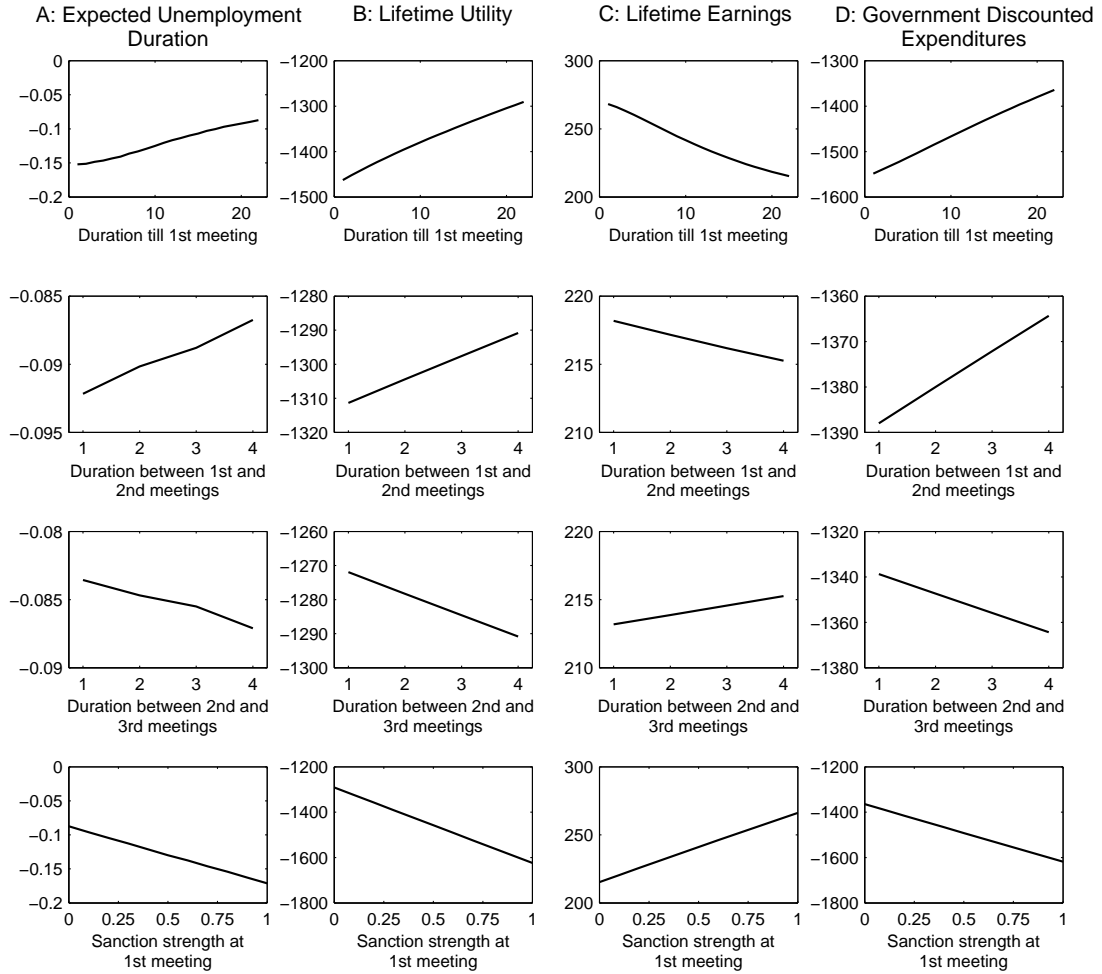 A: Expected Unemployment
Duration
B: Lifetime Utility
C: Lifetime Earnings
D: Government Discounted
Expenditures
0
−0.05
−0.1
−0.15
−0.2
0 10 20
Duration till 1st meeting
−1200
−1300
−1400
−1500
0 10 20
Duration till 1st meeting
300
250
200
0 10 20
Duration till 1st meeting
−1200
−1300
−1400
−1500
−1600
0 10 20
Duration till 1st meeting
−0.085
−0.09
−0.095
1 2 3 4
Duration between 1st and
2nd meetings
−1280
−1290
−1300
−1310
−1320
1 2 3 4
Duration between 1st and
2nd meetings
220
215
210
1 2 3 4
Duration between 1st and
2nd meetings
−1360
−1370
−1380
−1390
1 2 3 4
Duration between 1st and
2nd meetings
−0.08
−0.085
−0.09
1 2 3 4
Duration between 2nd and
3rd meetings
−1260
−1270
−1280
−1290
−1300
1 2 3 4
Duration between 2nd and
3rd meetings
220
215
210
1 2 3 4
Duration between 2nd and
3rd meetings
−1320
−1340
−1360
−1380
1 2 3 4
Duration between 2nd and
3rd meetings
0
−0.05
−0.1
−0.15
−0.2
0 0.25 0.5 0.75 1
Sanction strength at
1st meeting
−1200
−1400
−1600
−1800
0 0.25 0.5 0.75 1
Sanction strength at
1st meeting
300
250
200
0 0.25 0.5 0.75 1
Sanction strength at
1st meeting
−1200
−1400
−1600
−1800
0 0.25 0.5 0.75 1
Sanction strength at
1st meeting